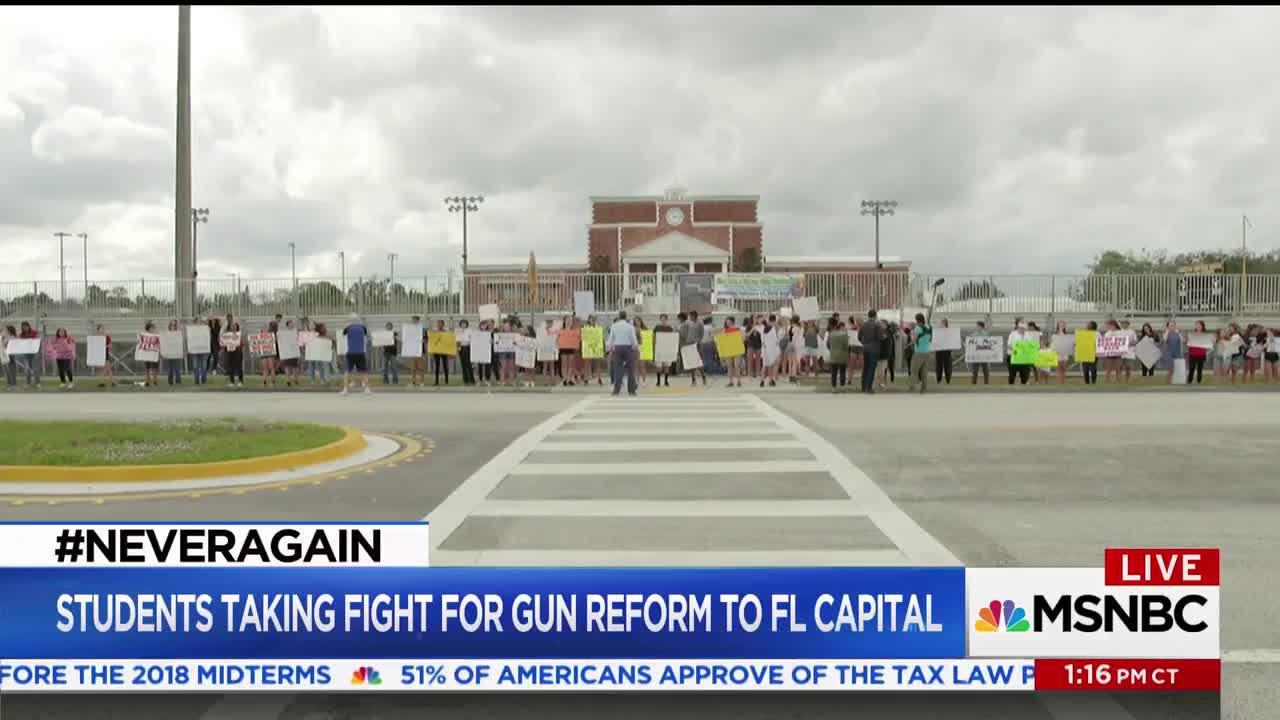 #NEVERAGAIN
STUDENTS TAKING FIGHT FOR GUN REFORM TO FL CAPITAL
LIVE
MSNBC
FORE THE 2018 MIDTERMS 51% OF AMERICANS APPROVE OF THE TAX LAW P
1:16 PM CT